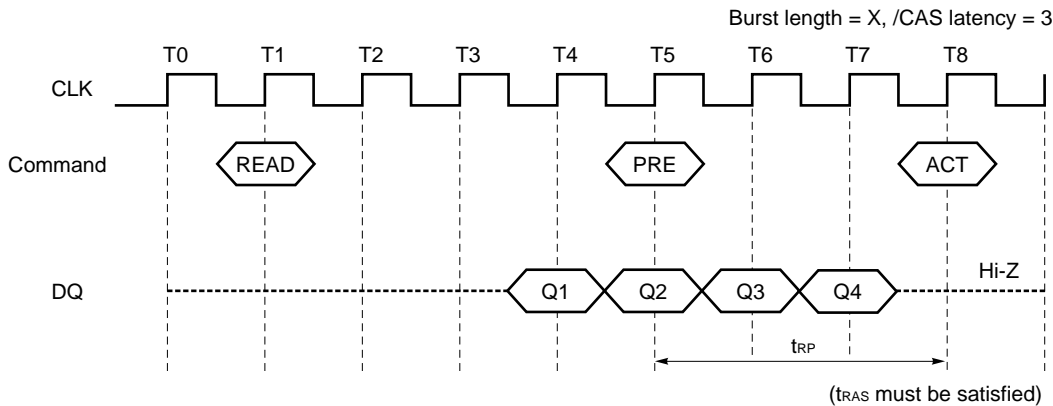 Burst length = X, /CAS latency = 3
T0 T1 T2 T3 T4 T5 T6 T7 T8
CLK
Command READ PRE ACT
Hi-Z
DQ Q1 Q2 Q3 Q4
tRP
(tRAS must be satisfied)